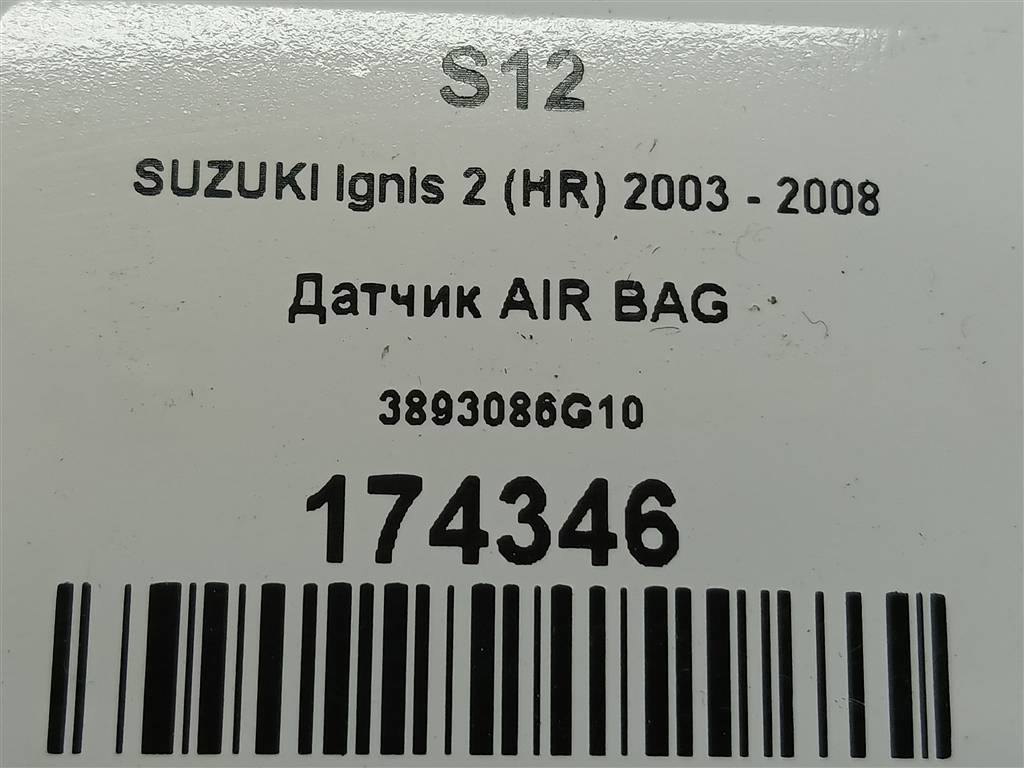 S12
SUZUKI Ignis 2 (HR) 2003 - 2008
Датчик AIR BAG
3893086G10
174346